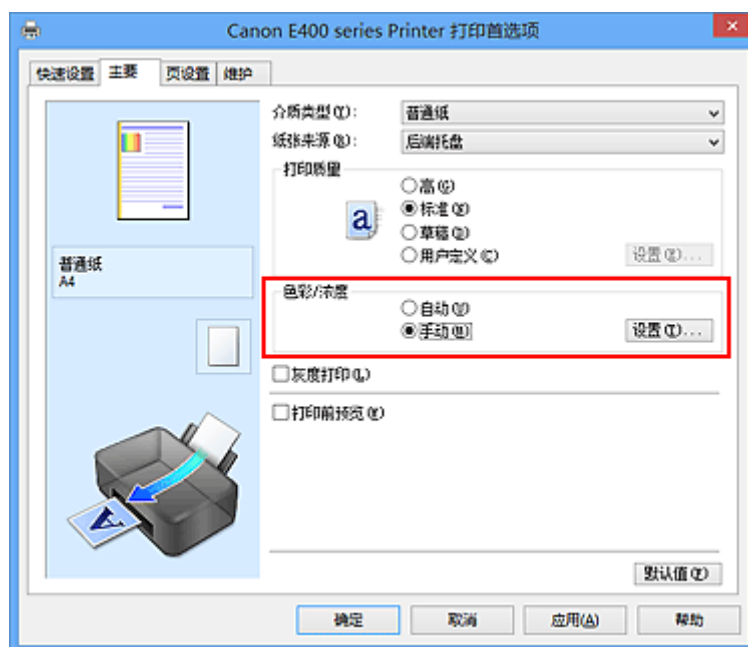 Canon E400 series Printer 打印首选项
快速设置 主要 页设置 维护
介质类型(Y): 普通纸
纸张来源(R): 后端托盘
打印质量
高(G)
标准(S)
草稿(D)
用户定义(C) 设置(E)...
普通纸
A4
色彩/浓度
自动(V)
手动(M) 设置(T)...
灰度打印(L)
打印前预览(K)
默认值(F)
确定 取消 应用(A) 帮助